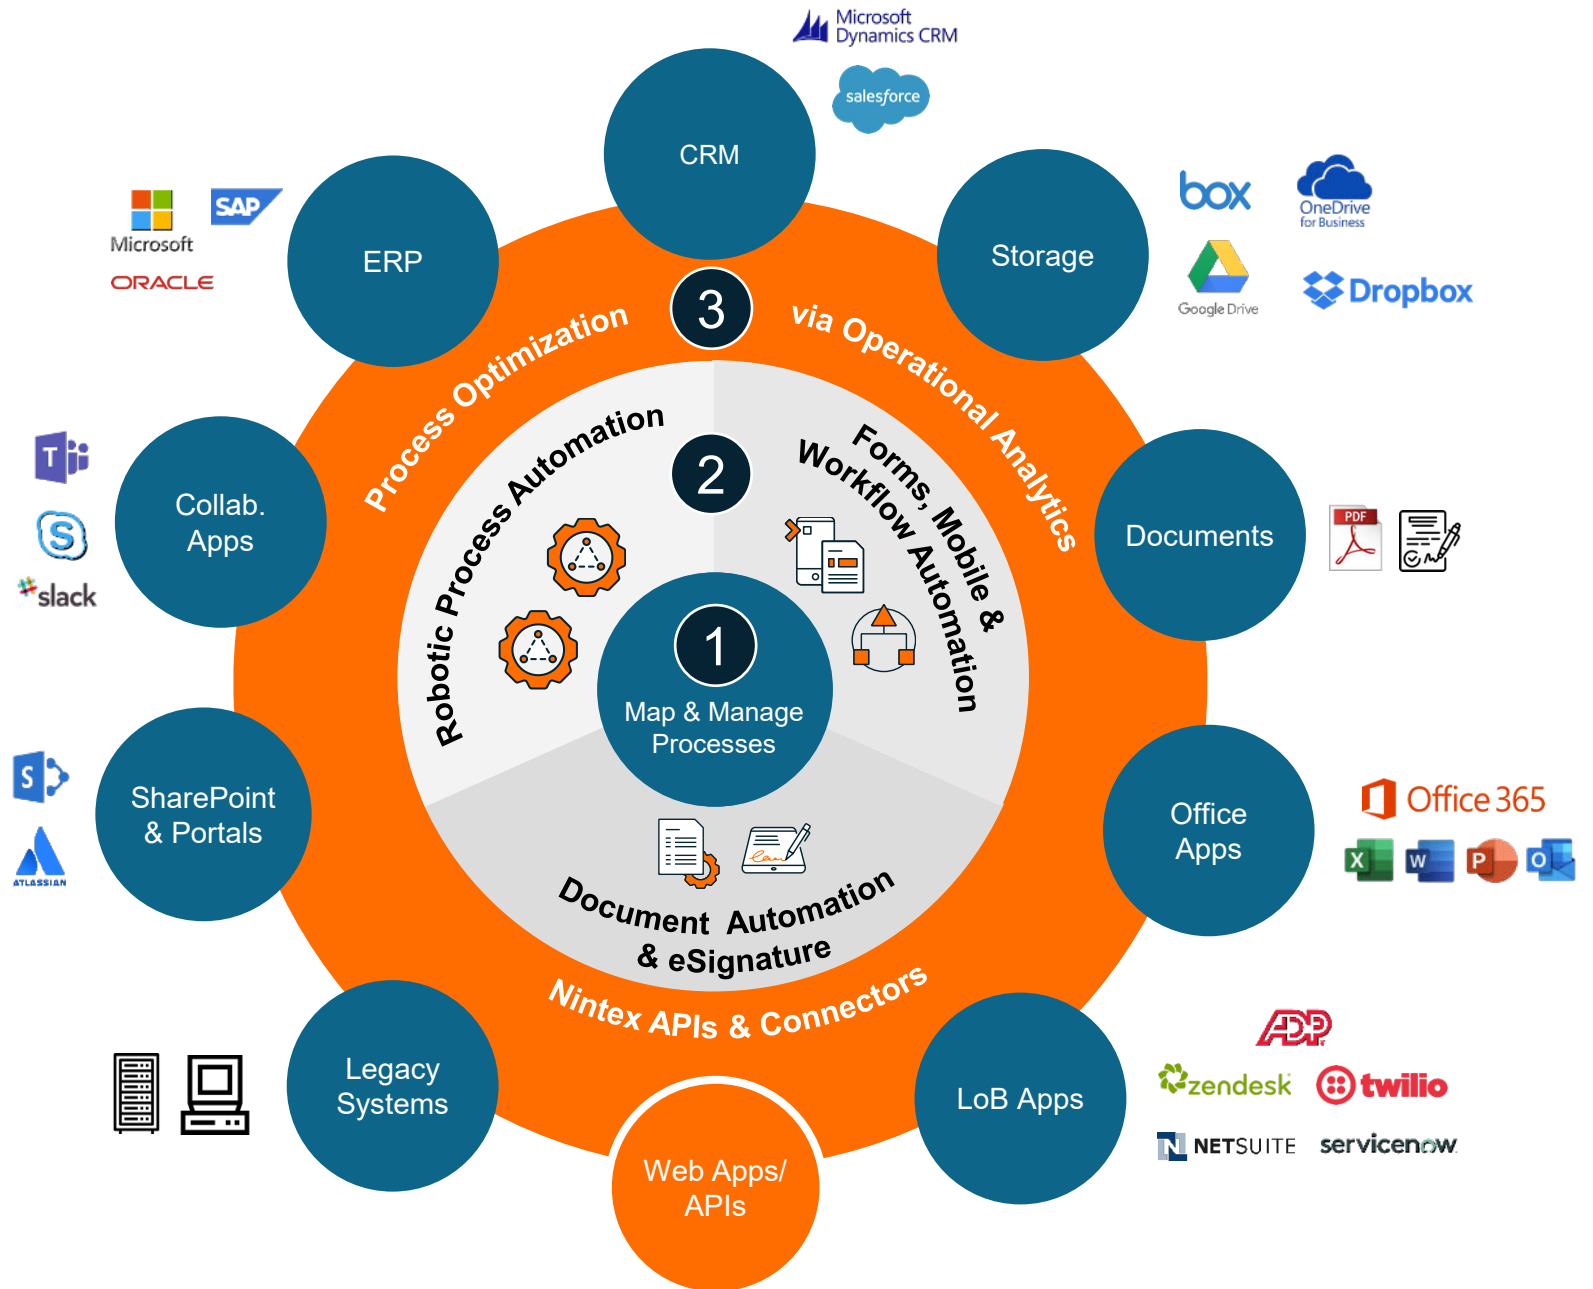 Microsoft
Dynamics CRM
salesforce
CRM
Microsoft
SAP
ORACLE
ERP
Storage
box
OneDrive
for Business
Google Drive
Dropbox
3
Process Optimization
via Operational Analytics
Robotic Process Automation
2
Forms, Mobile &
Workflow Automation
T
S
slack
Collab.
Apps
Documents
PDF
1
Map & Manage
Processes
S
ATLASSIAN
SharePoint
& Portals
Office
Apps
Office 365
X
W
P
O
Document Automation
& eSignature
Nintex APIs & Connectors
Legacy
Systems
Web Apps/
APIs
LoB Apps
ADP
zendesk
twilio
N NETSUITE
servicenow